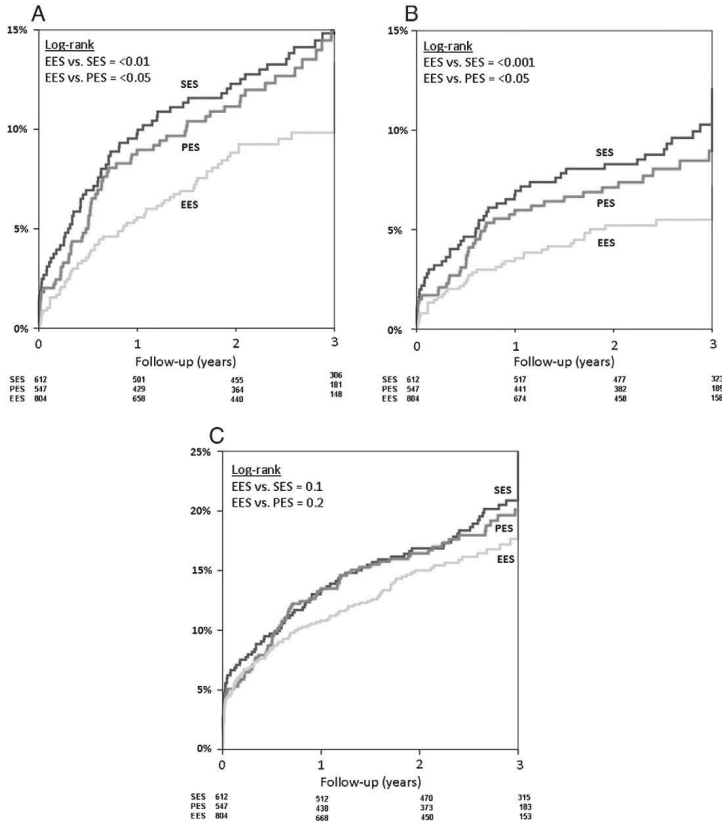 A
15%
Log-rank
EES vs. SES = <0.01
EES vs. PES = <0.05
SES
10%
PES
EES
5%
0%
0 1 2 3
Follow-up (years)
SES 612 501 455 306
PES 547 429 364 181
EES 804 658 440 148
B
15%
Log-rank
EES vs. SES = <0.001
EES vs. PES = <0.05
10%
SES
PES
5%
EES
0%
0 1 2 3
Follow-up (years)
SES 612 517 477 323
PES 547 441 382 189
EES 804 674 458 158
C
25%
Log-rank
EES vs. SES = 0.1
EES vs. PES = 0.2
SES
20%
PES
EES
15%
10%
5%
0%
0 1 2 3
Follow-up (years)
SES 612 512 470 315
PES 547 438 373 183
EES 804 668 450 153